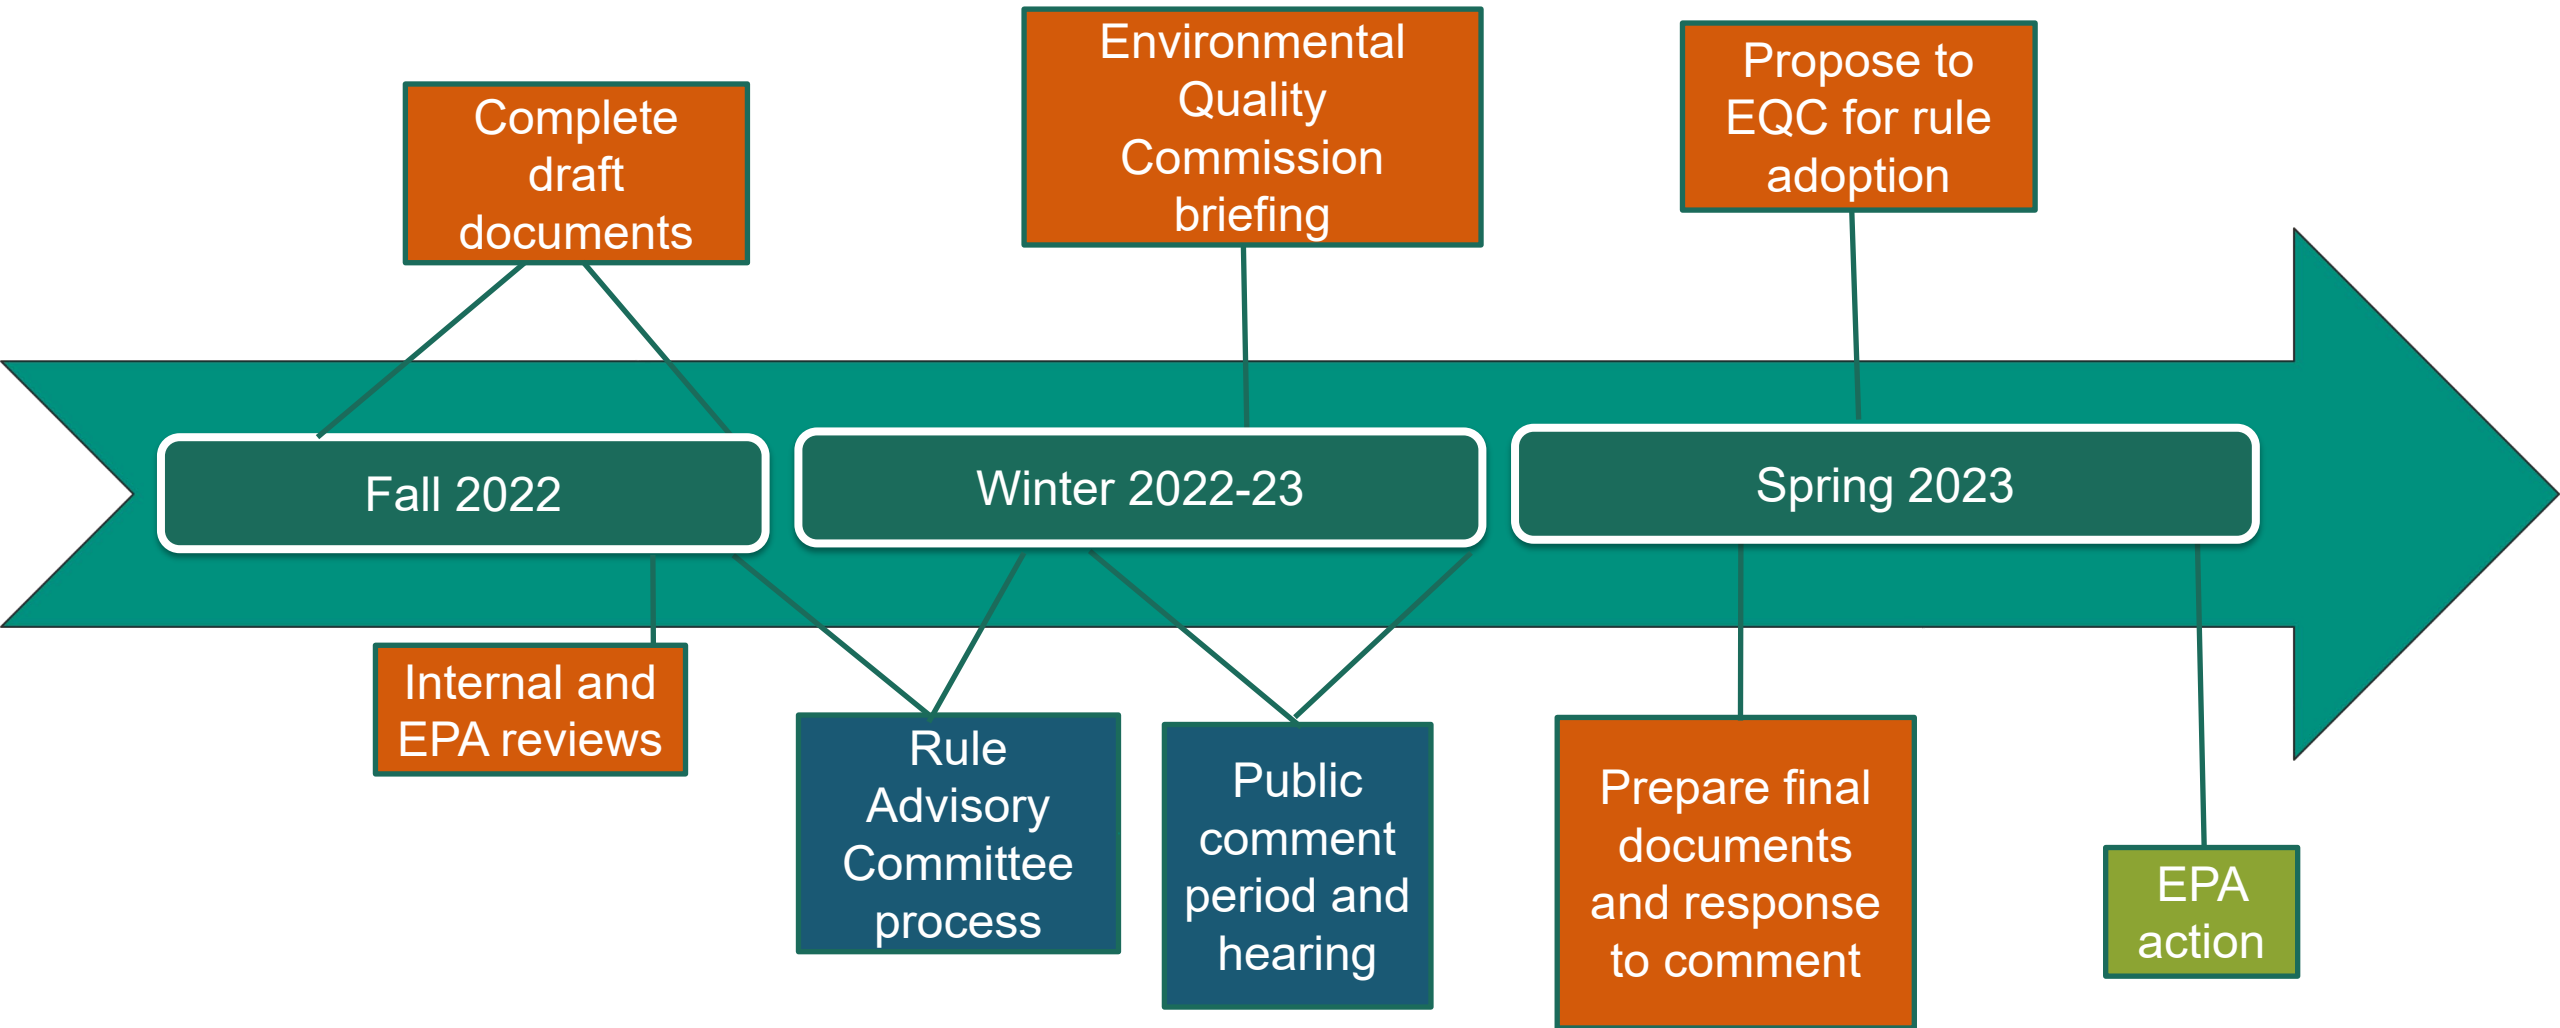 Complete
draft
documents
Environmental
Quality
Commission
briefing
Propose to
EQC for rule
adoption
Fall 2022
Winter 2022-23
Spring 2023
Internal and
EPA reviews
Rule
Advisory
Committee
process
Public
comment
period and
hearing
Prepare final
documents
and response
to comment
EPA
action